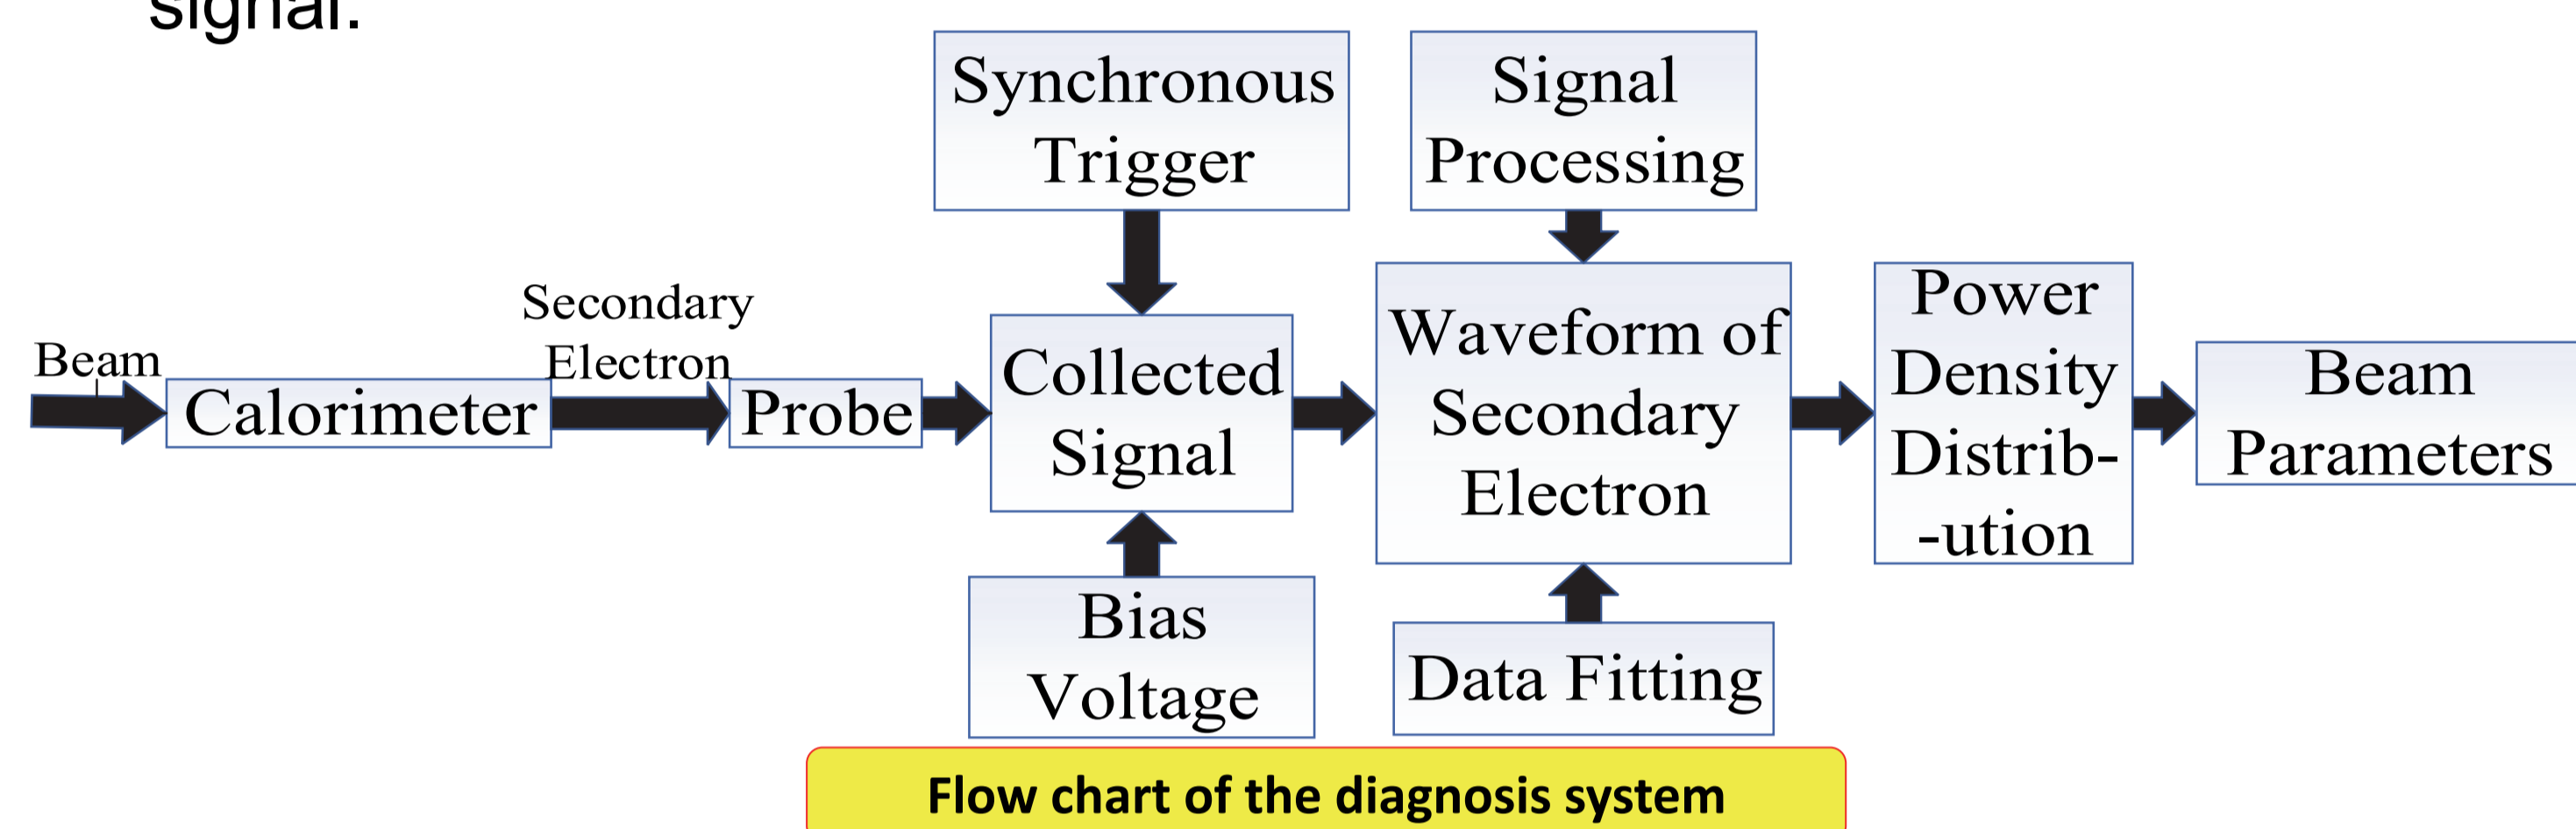 signal.
Synchronous
Trigger
Signal
Processing
Beam
Calorimeter
Secondary
Electron
Probe
Collected
Signal
Waveform of
Secondary
Electron
Power
Density
Distrib-
-ution
Beam
Parameters
Bias
Voltage
Data Fitting
Flow chart of the diagnosis system